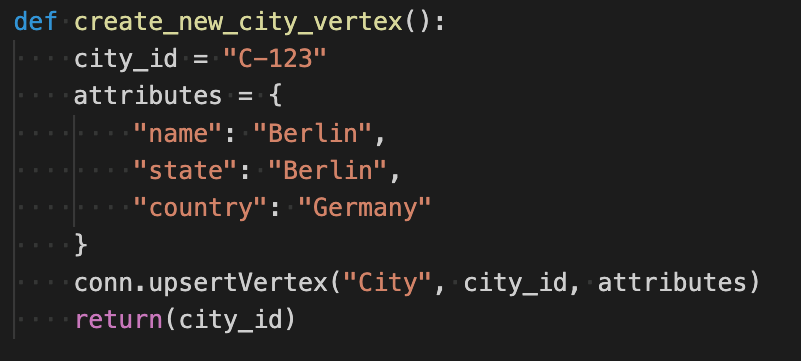 def create_new_city_vertex():
    city_id = "C-123"
    attributes = {
        "name": "Berlin",
        "state": "Berlin",
        "country": "Germany"
    }
    conn.upsertVertex("City", city_id, attributes)
    return(city_id)